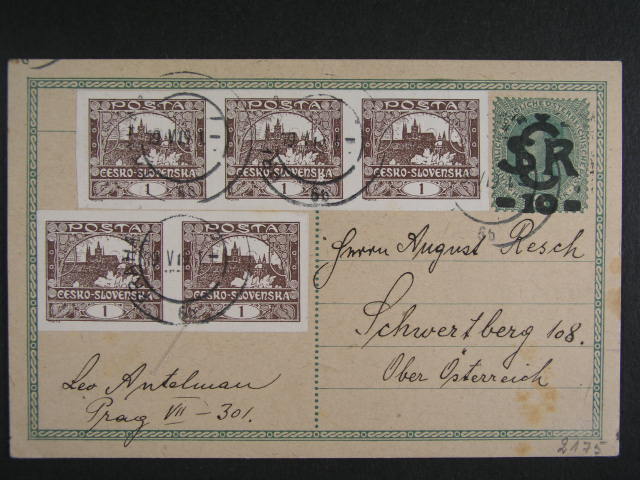 POSTA
ČESKO-SLOVENSKA
1
POSTA
ČESKO-SLOVENSKA
1
POSTA
ČESKO-SLOVENSKA
1
ČSR
-10-
POSTA
ČESKO-SLOVENSKA
1
POSTA
ČESKO-SLOVENSKA
1
Herrn August Resch
Schwertberg 108.
Ober Österreich
Leo Antelman
Prag VII-301.
2175